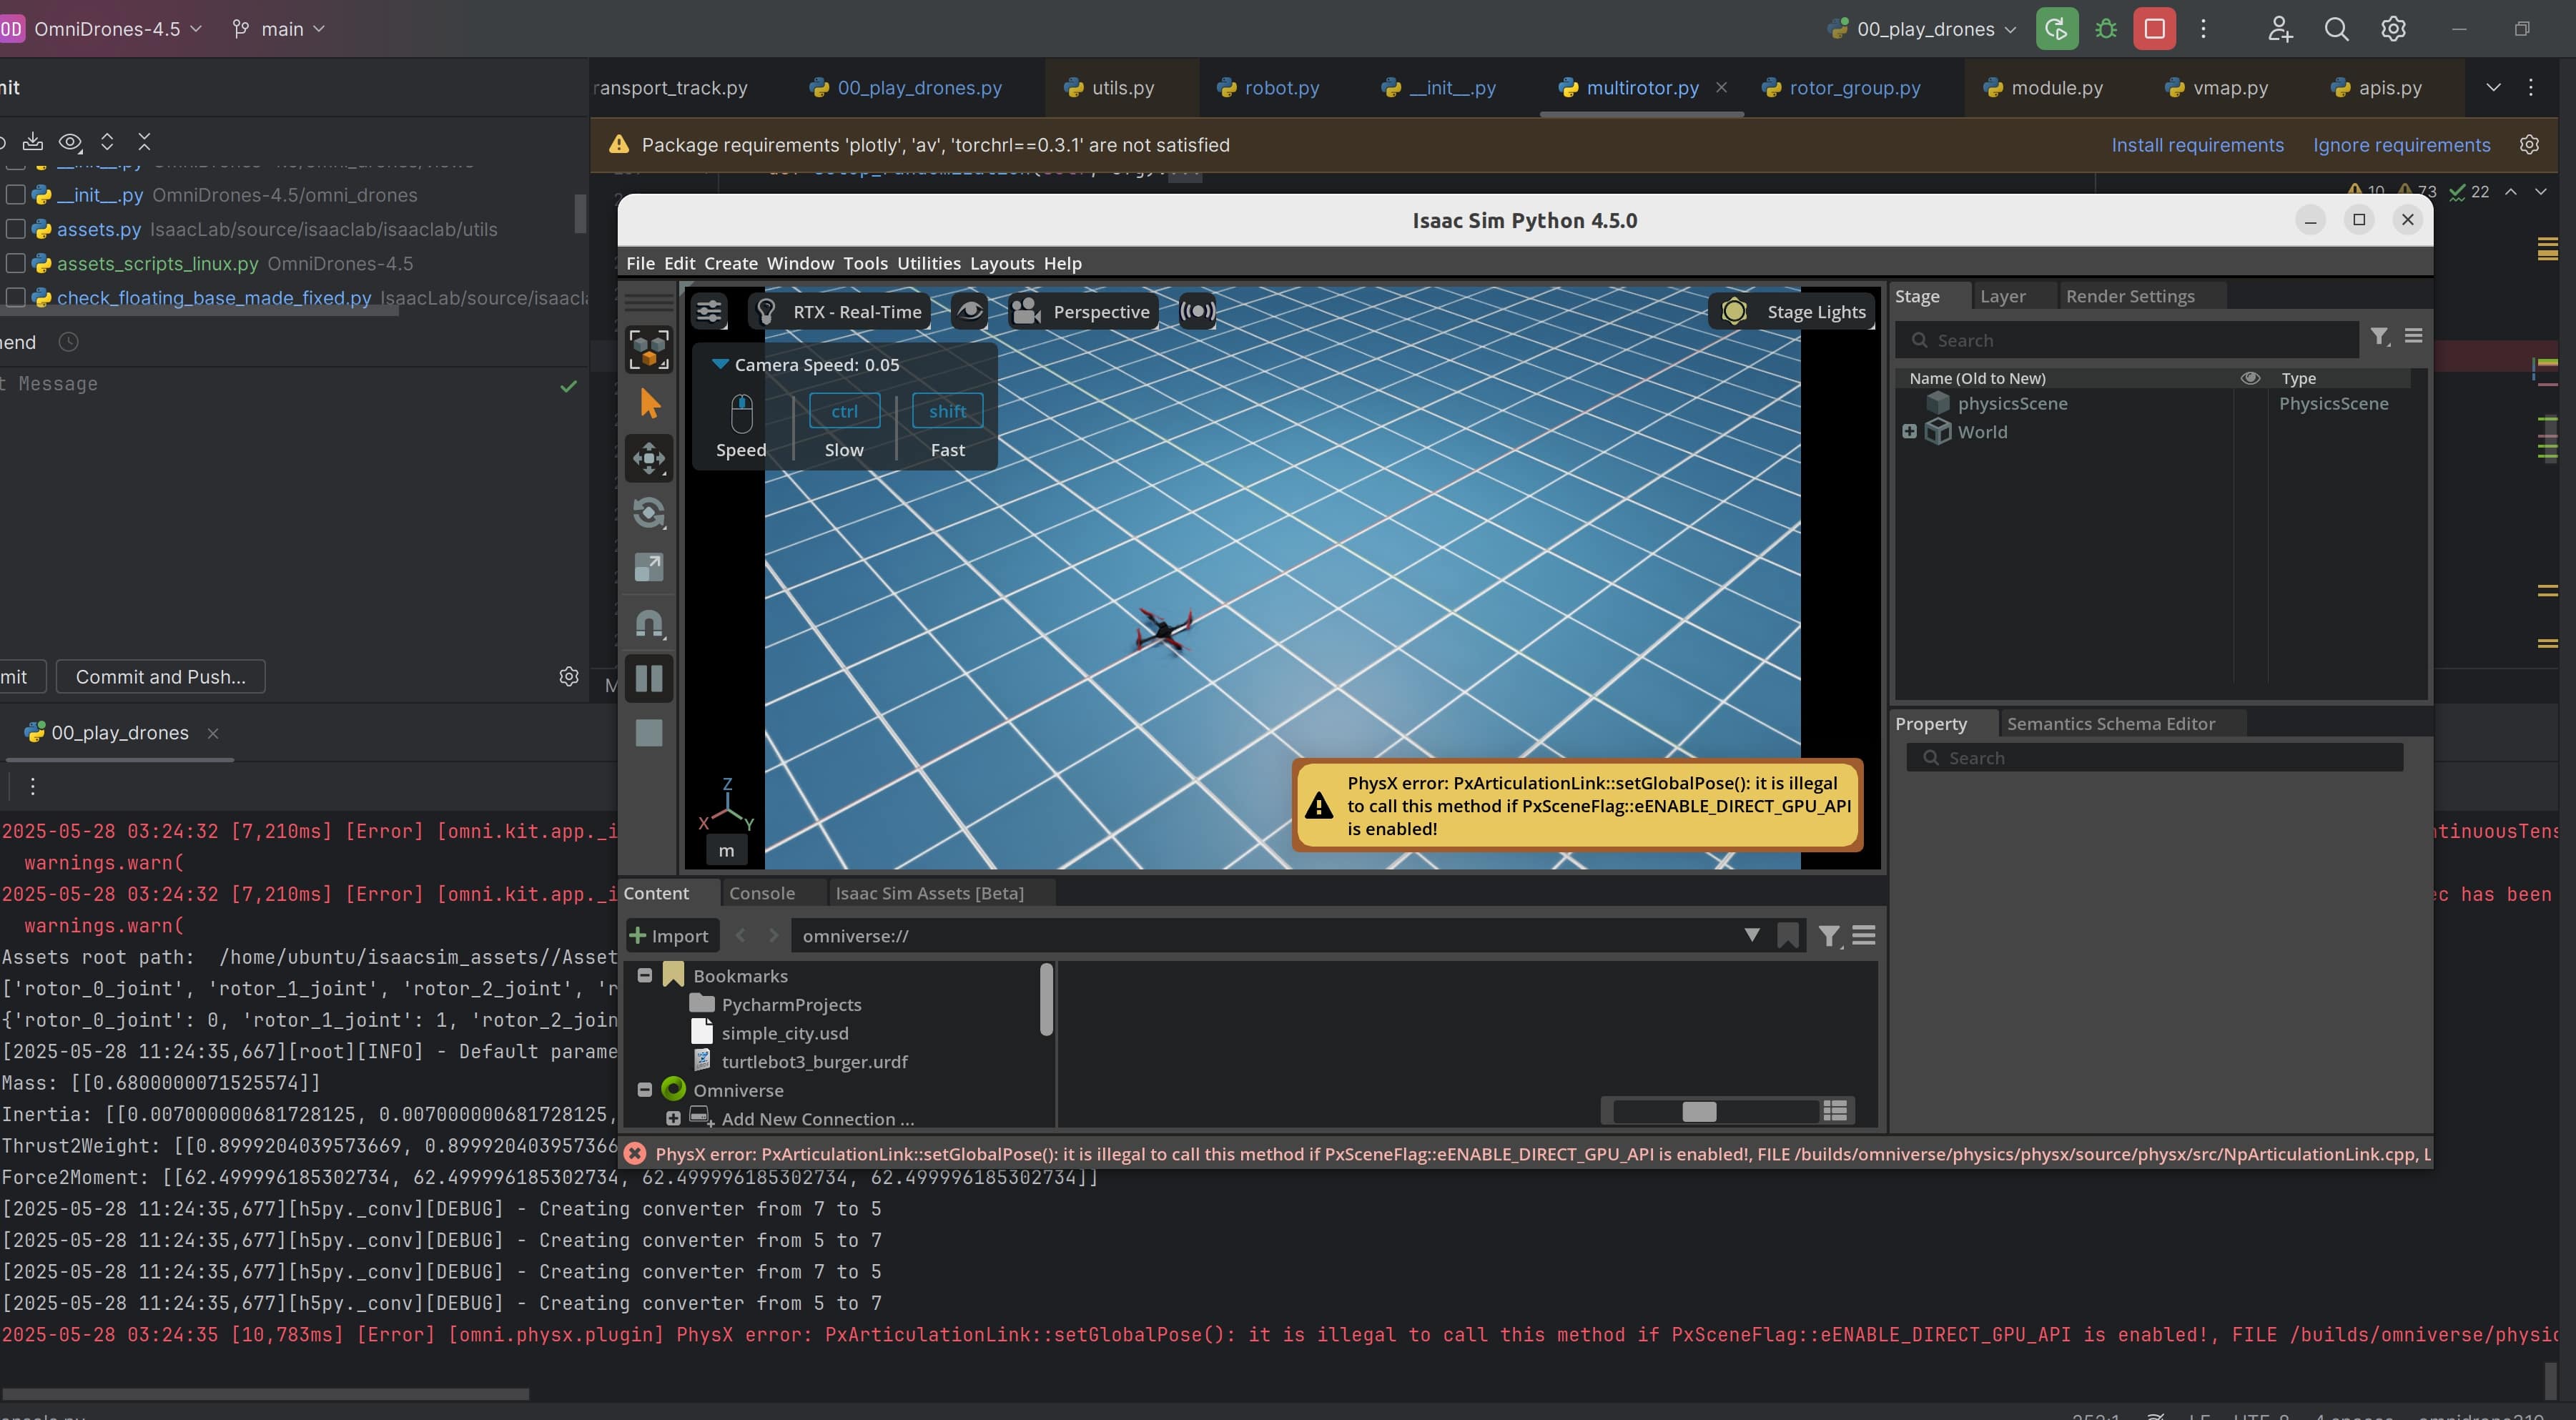 OD OmniDrones-4.5 main 00_play_drones
ransport_track.py 00_play_drones.py utils.py robot.py __init__.py multirotor.py rotor_group.py module.py vmap.py apis.py
Package requirements 'plotly', 'av', 'torchrl==0.3.1' are not satisfied Install requirements Ignore requirements
10 73 22
__init__.py OmniDrones-4.5/omni_drones
assets.py IsaacLab/source/isaaclab/isaaclab/utils
assets_scripts_linux.py OmniDrones-4.5
check_floating_base_made_fixed.py IsaacLab/source/isaacl
end
t Message
mit Commit and Push...
Isaac Sim Python 4.5.0
File Edit Create Window Tools Utilities Layouts Help
RTX - Real-Time Perspective Stage Lights
Camera Speed: 0.05
ctrl shift
Speed Slow Fast
Z
X Y
m
PhysX error: PxArticulationLink::setGlobalPose(): it is illegal
to call this method if PxSceneFlag::eENABLE_DIRECT_GPU_API
is enabled!
Stage Layer Render Settings
Search
Name (Old to New) Type
physicsScene PhysicsScene
World
Property Semantics Schema Editor
Search
Content Console Isaac Sim Assets [Beta]
Import omniverse://
Bookmarks
PycharmProjects
simple_city.usd
turtlebot3_burger.urdf
Omniverse
Add New Connection ...
PhysX error: PxArticulationLink::setGlobalPose(): it is illegal to call this method if PxSceneFlag::eENABLE_DIRECT_GPU_API is enabled!, FILE /builds/omniverse/physics/physx/source/physx/src/NpArticulationLink.cpp, L
00_play_drones
2025-05-28 03:24:32 [7,210ms] [Error] [omni.kit.app._i ntinuousTens
warnings.warn(
2025-05-28 03:24:32 [7,210ms] [Error] [omni.kit.app._i ec has been
warnings.warn(
Assets root path: /home/ubuntu/isaacsim_assets//Asset
['rotor_0_joint', 'rotor_1_joint', 'rotor_2_joint', 'r
{'rotor_0_joint': 0, 'rotor_1_joint': 1, 'rotor_2_join
[2025-05-28 11:24:35,667][root][INFO] - Default parame
Mass: [[0.6800000071525574]]
Inertia: [[0.007000000681728125, 0.007000000681728125,
Thrust2Weight: [[0.8999204039573669, 0.899920403957366
Force2Moment: [[62.499996185302734, 62.499996185302734, 62.499996185302734, 62.499996185302734]]
[2025-05-28 11:24:35,677][h5py._conv][DEBUG] - Creating converter from 7 to 5
[2025-05-28 11:24:35,677][h5py._conv][DEBUG] - Creating converter from 5 to 7
[2025-05-28 11:24:35,677][h5py._conv][DEBUG] - Creating converter from 7 to 5
[2025-05-28 11:24:35,677][h5py._conv][DEBUG] - Creating converter from 5 to 7
2025-05-28 03:24:35 [10,783ms] [Error] [omni.physx.plugin] PhysX error: PxArticulationLink::setGlobalPose(): it is illegal to call this method if PxSceneFlag::eENABLE_DIRECT_GPU_API is enabled!, FILE /builds/omniverse/physic